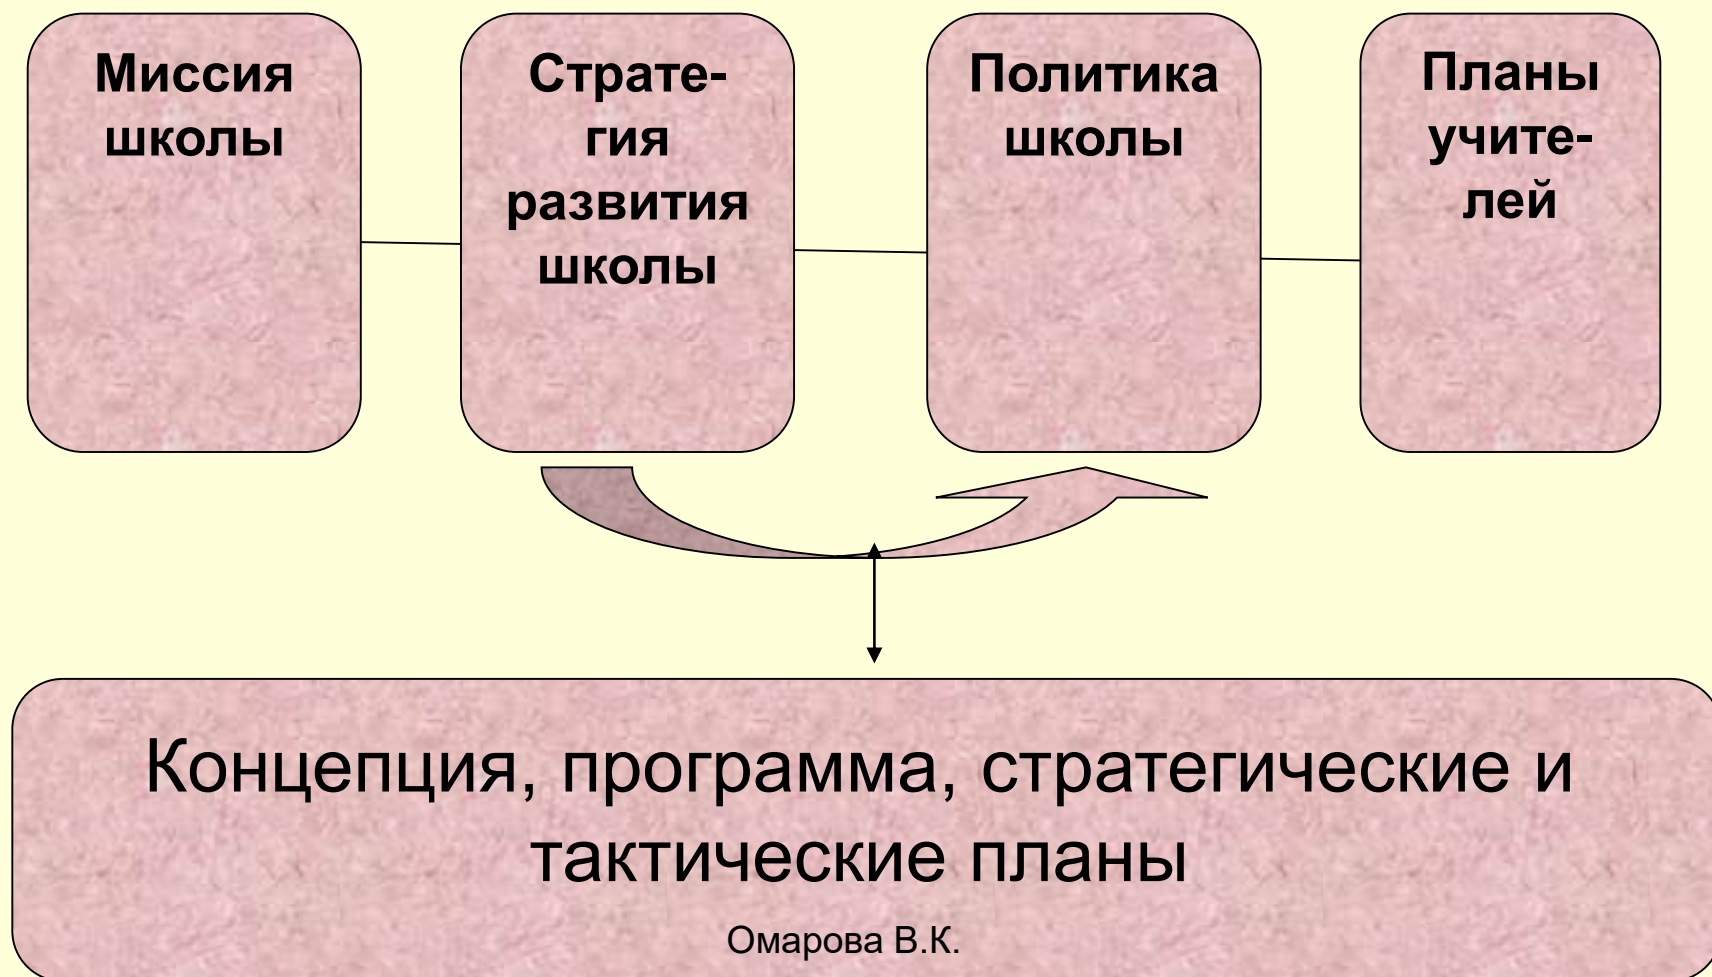 Миссия
школы
Страте-
гия
развития
школы
Политика
школы
Планы
учите-
лей
Концепция, программа, стратегические и
тактические планы
Омарова В.К.